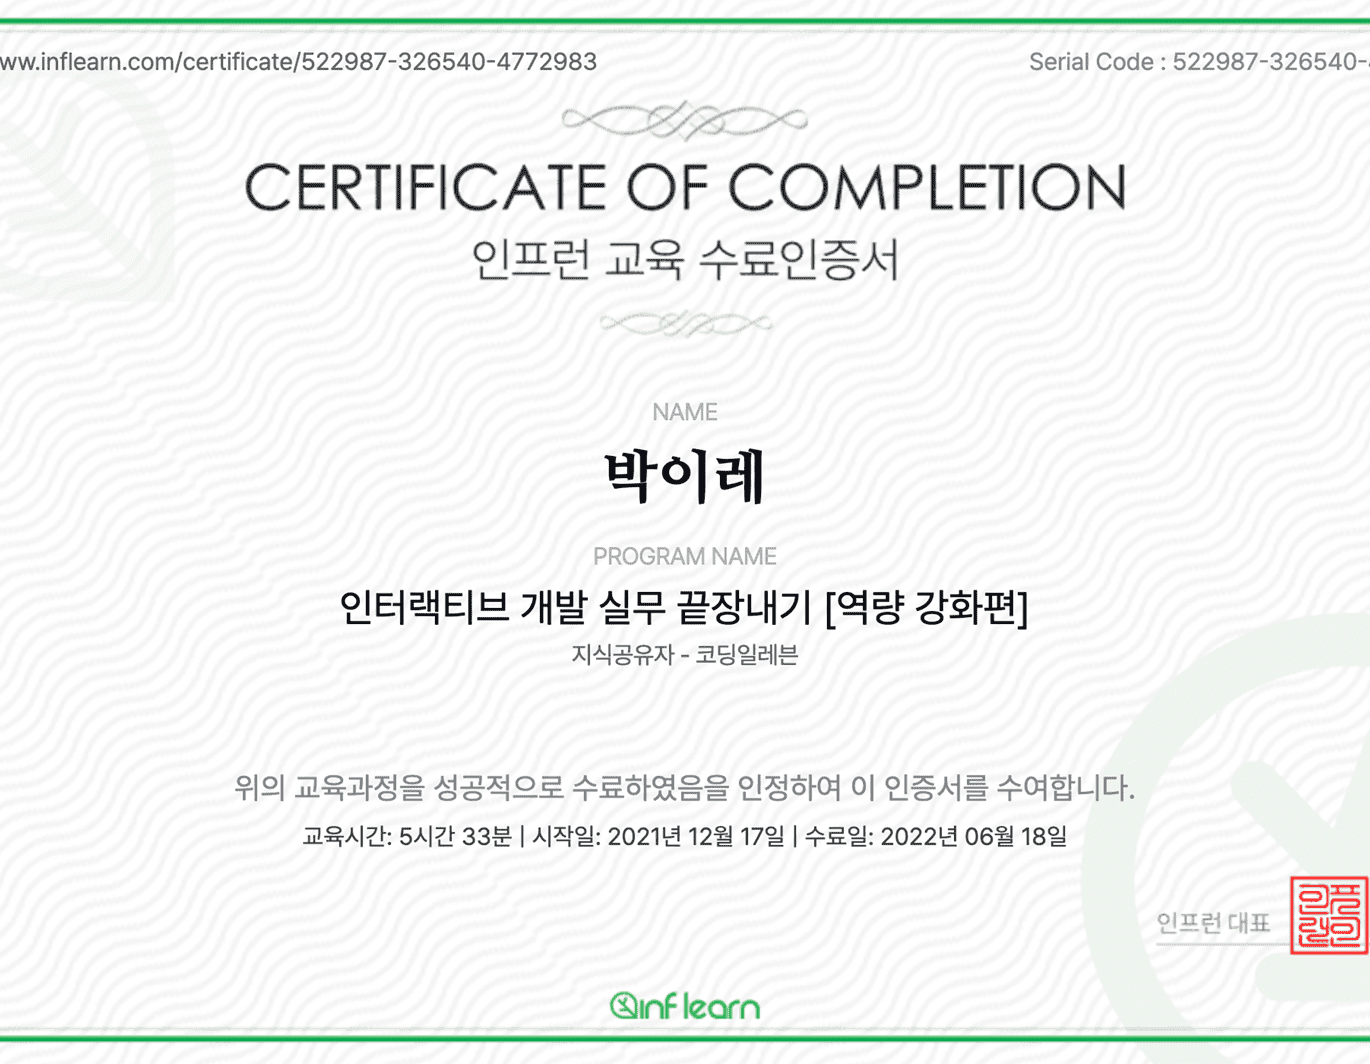 ww.inflearn.com/certificate/522987-326540-4772983
Serial Code : 522987-326540-
CERTIFICATE OF COMPLETION
인프런 교육 수료인증서
NAME
박이레
PROGRAM NAME
인터랙티브 개발 실무 끝장내기 [역량 강화편]
지식공유자 - 코딩일레븐
위의 교육과정을 성공적으로 수료하였음을 인정하여 이 인증서를 수여합니다.
교육시간: 5시간 33분 | 시작일: 2021년 12월 17일 | 수료일: 2022년 06월 18일
인프런 대표
inflearn